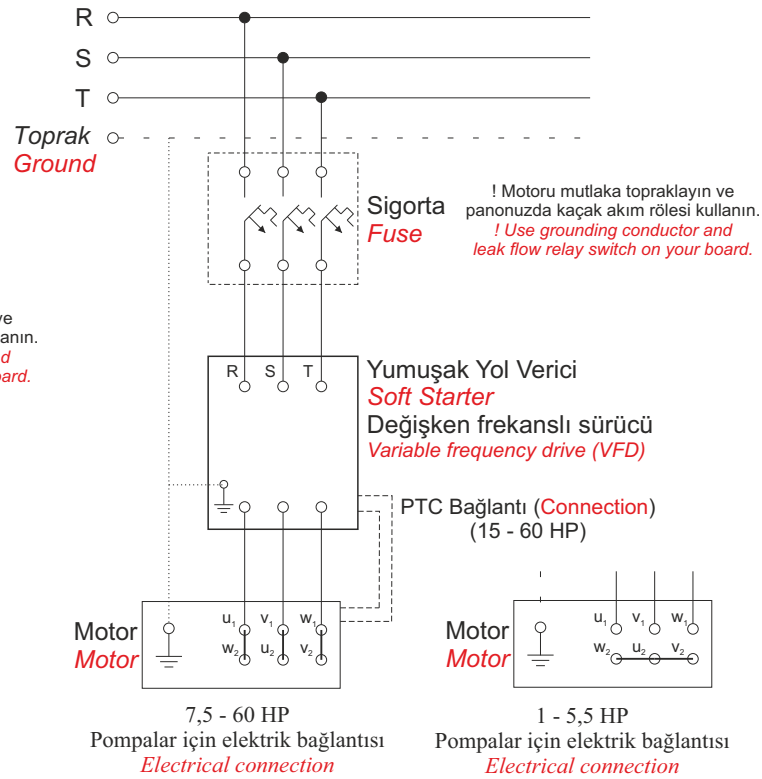 R
S
T
Toprak
Ground
Sigorta
Fuse
! Motoru mutlaka topraklayın ve
panonuzda kaçak akım rölesi kullanın.
! Use grounding conductor and
leak flow relay switch on your board.
ve
anın.
d
oard.
R S T
Yumuşak Yol Verici
Soft Starter
Değişken frekanslı sürücü
Variable frequency drive (VFD)
PTC Bağlantı (Connection)
(15 - 60 HP)
Motor
Motor
u₁ v₁ w₁
w₂ u₂ v₂
7,5 - 60 HP
Pompalar için elektrik bağlantısı
Electrical connection
Motor
Motor
u₁ v₁ w₁
w₂ u₂ v₂
1 - 5,5 HP
Pompalar için elektrik bağlantısı
Electrical connection